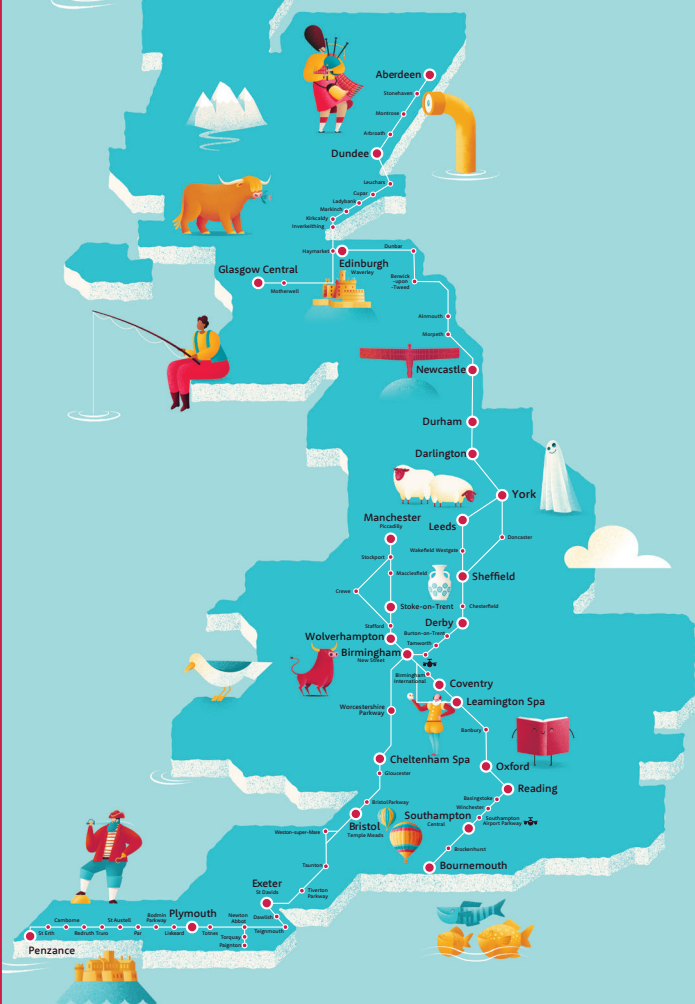 Aberdeen
Stonehaven
Montrose
Arbroath
Dundee
Leuchars
Cupar
Ladybank
Markinch
Kirkcaldy
Inverkeithing
Haymarket
Edinburgh
Waverley
Dunbar
Glasgow Central
Motherwell
Berwick
-upon
-Tweed
Alnmouth
Morpeth
Newcastle
Durham
Darlington
York
Leeds
Manchester
Piccadilly
Doncaster
Wakefield Westgate
Stockport
Macclesfield
Sheffield
Crewe
Stoke-on-Trent
Chesterfield
Derby
Stafford
Burton-on-Trent
Wolverhampton
Tamworth
Birmingham
New Street
Birmingham
International
Coventry
Leamington Spa
Worcestershire
Parkway
Banbury
Cheltenham Spa
Oxford
Gloucester
Reading
Basingstoke
Winchester
Bristol Parkway
Southampton
Central
Southampton
Airport Parkway
Bristol
Temple Meads
Weston-super-Mare
Brockenhurst
Taunton
Bournemouth
Exeter
St Davids
Tiverton
Parkway
Dawlish
Teignmouth
Newton
Abbot
Torquay
Paignton
Plymouth
Totnes
Bodmin
Parkway
Liskeard
St Austell
Par
Camborne
Redruth
Truro
St Erth
Penzance